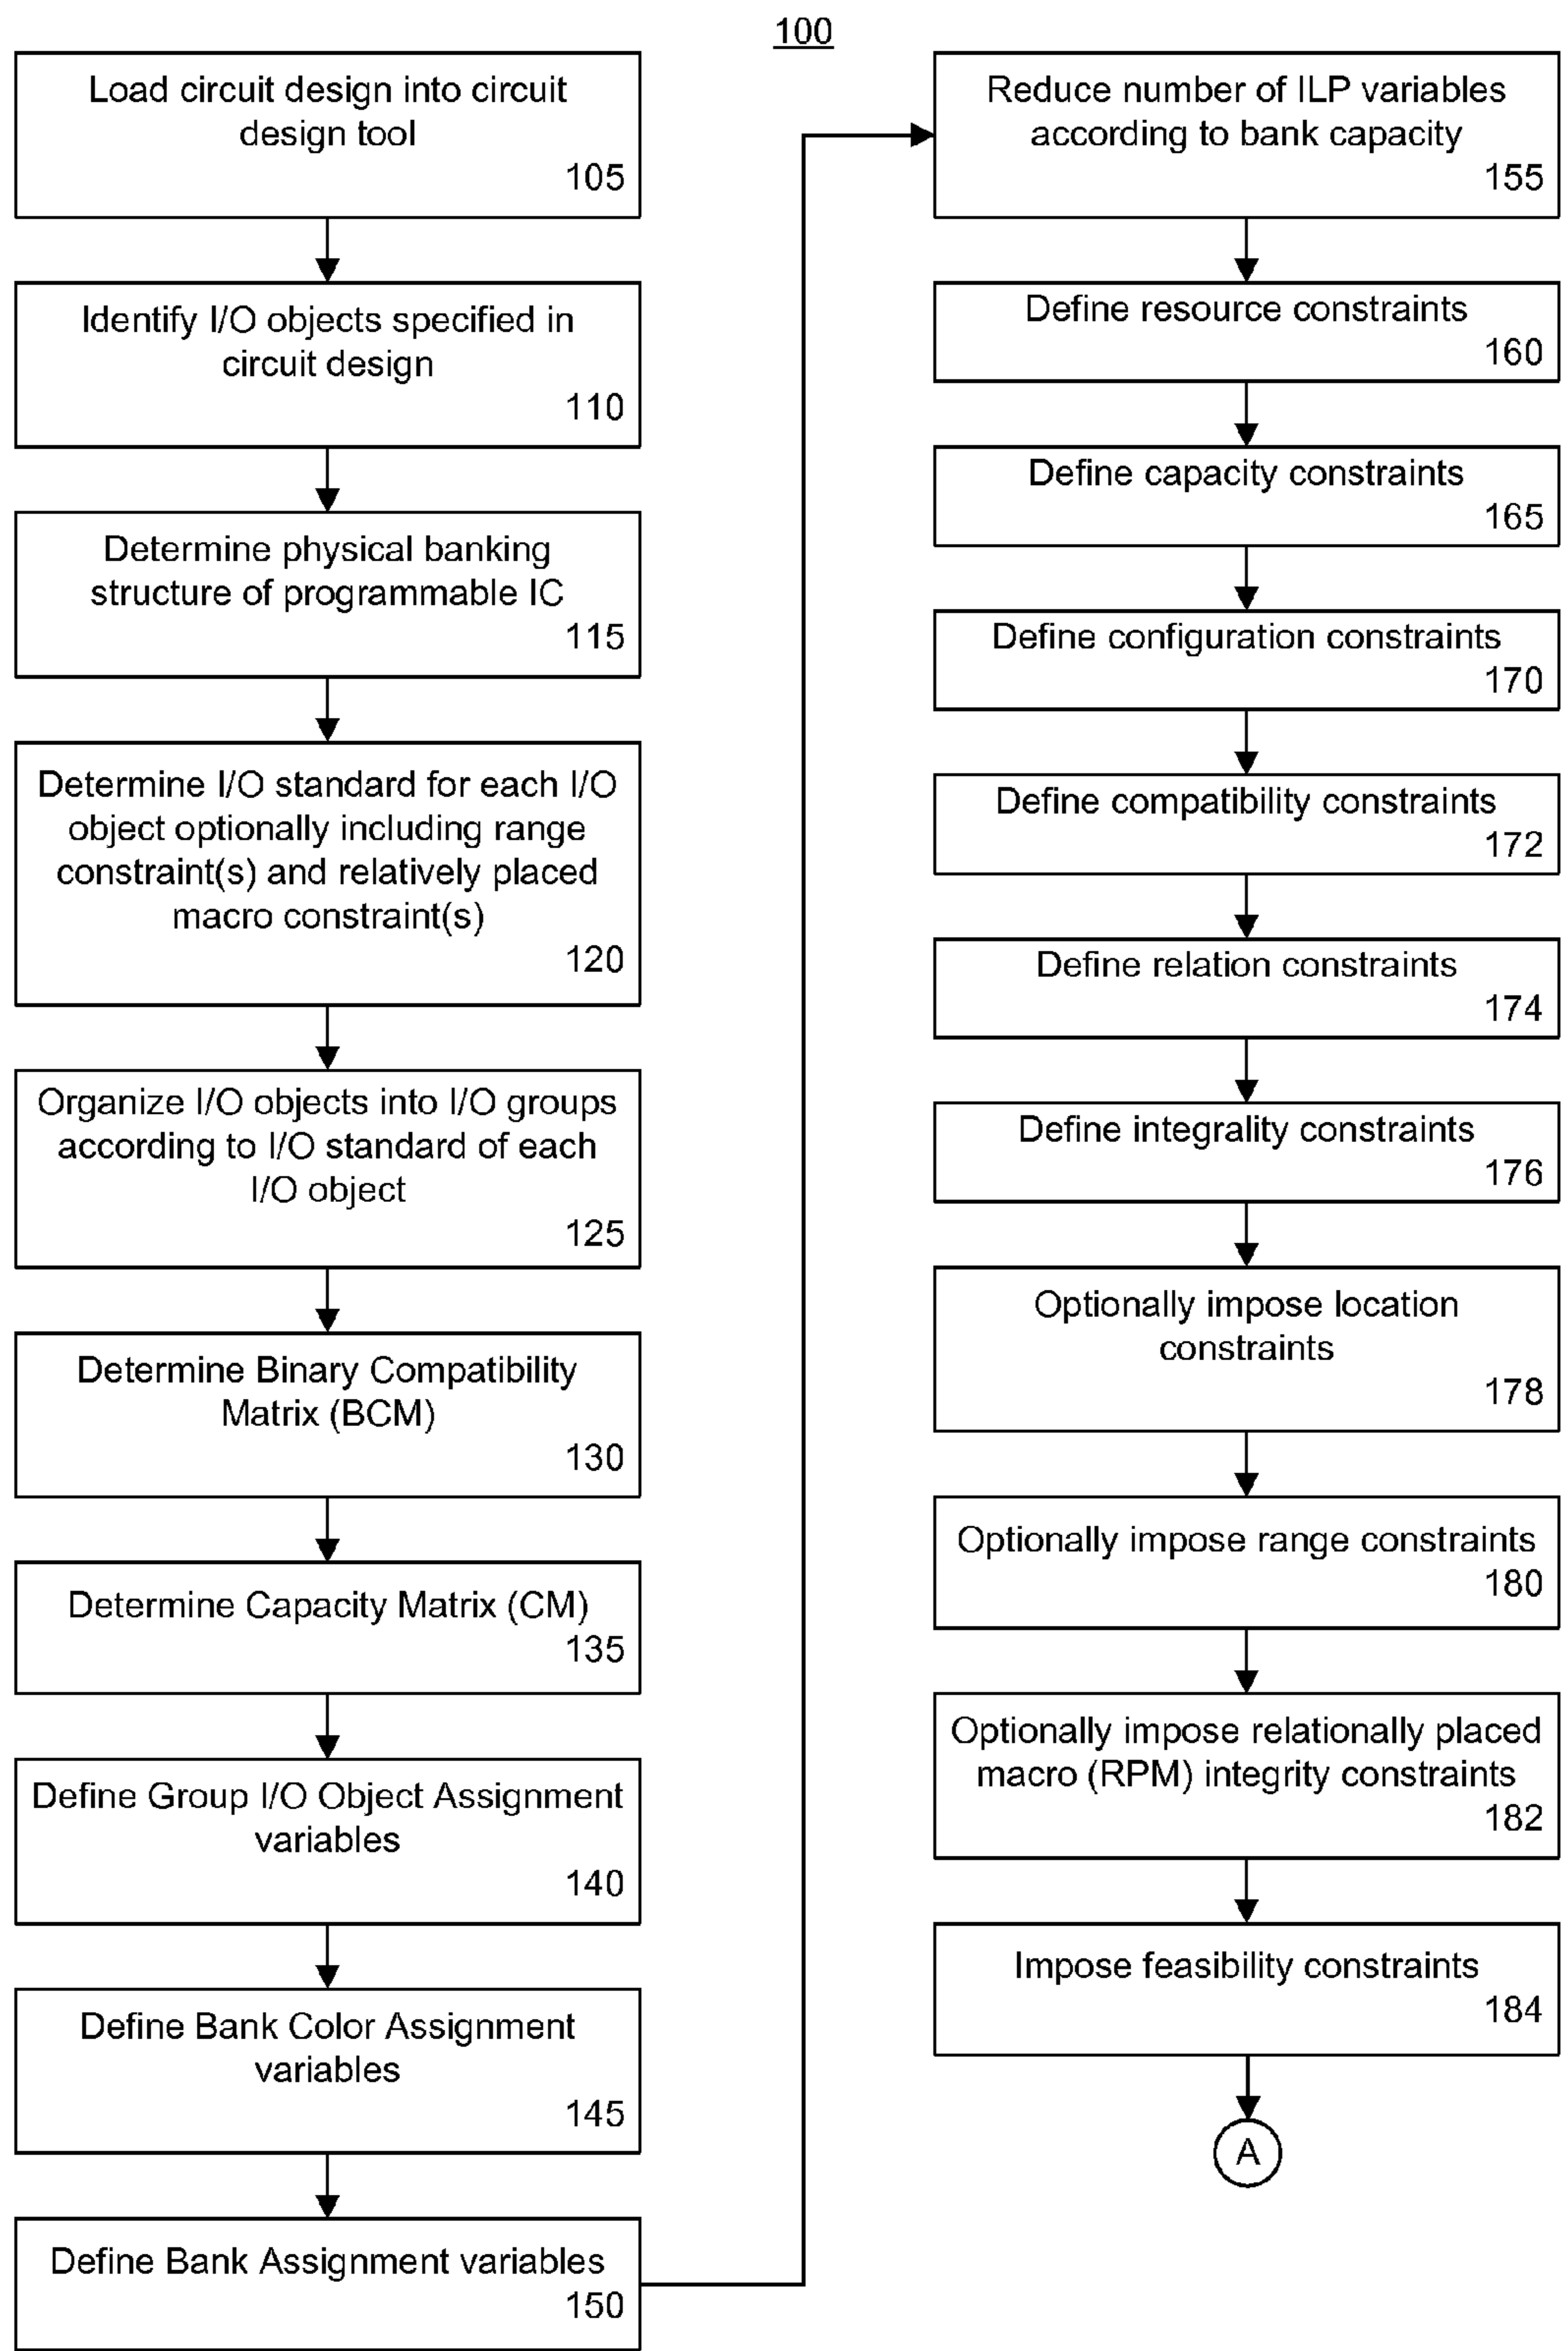 100
Load circuit design into circuit
design tool
105
Identify I/O objects specified in
circuit design
110
Determine physical banking
structure of programmable IC
115
Determine I/O standard for each I/O
object optionally including range
constraint(s) and relatively placed
macro constraint(s)
120
Organize I/O objects into I/O groups
according to I/O standard of each
I/O object
125
Determine Binary Compatibility
Matrix (BCM)
130
Determine Capacity Matrix (CM)
135
Define Group I/O Object Assignment
variables
140
Define Bank Color Assignment
variables
145
Define Bank Assignment variables
150
Reduce number of ILP variables
according to bank capacity
155
Define resource constraints
160
Define capacity constraints
165
Define configuration constraints
170
Define compatibility constraints
172
Define relation constraints
174
Define integrality constraints
176
Optionally impose location
constraints
178
Optionally impose range constraints
180
Optionally impose relationally placed
macro (RPM) integrity constraints
182
Impose feasibility constraints
184
A